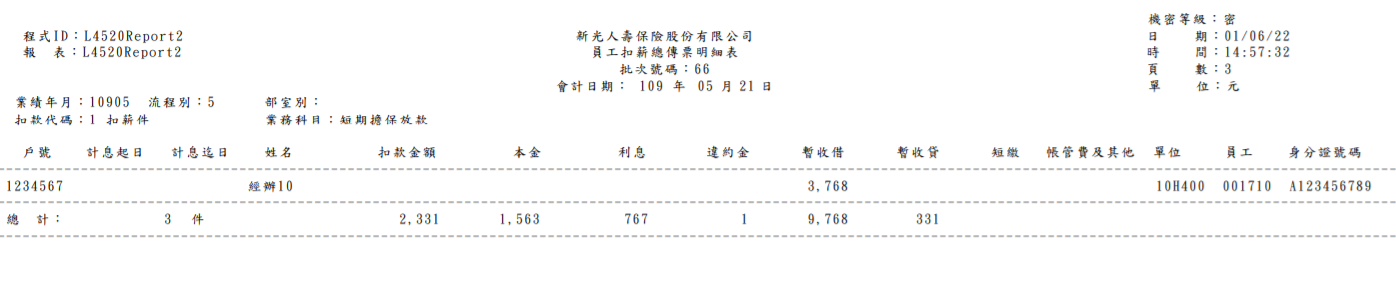 機密等級：密
程式ID：L4520Report2 新光人壽保險股份有限公司 日 期：01/06/22
報 表：L4520Report2 員工扣薪總傳票明細表 時 間：14:57:32
批次號碼：66 頁 數：3
會計日期： 109 年 05 月 21 日 單 位：元
業績年月：10905 流程別：5 部室別：
扣款代碼：1 扣薪件 業務科目：短期擔保放款
戶號 計息起日 計息迄日 姓名 扣款金額 本金 利息 違約金 暫收借 暫收貸 短繳 帳管費及其他 單位 員工 身分證號碼
1234567 經辦10 3,768 10H400 001710 A123456789
總 計： 3 件 2,331 1,563 767 1 9,768 331